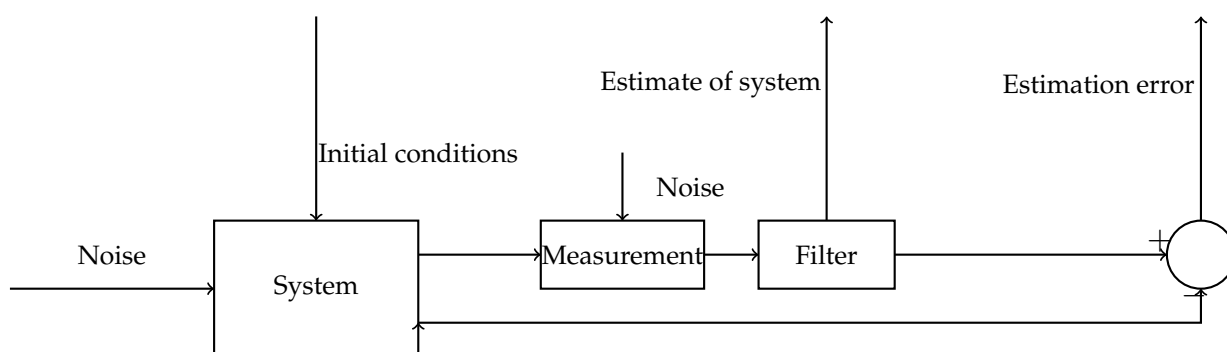 Estimate of system
Estimation error
Initial conditions
Noise
Noise
Measurement
Filter
+
System
−